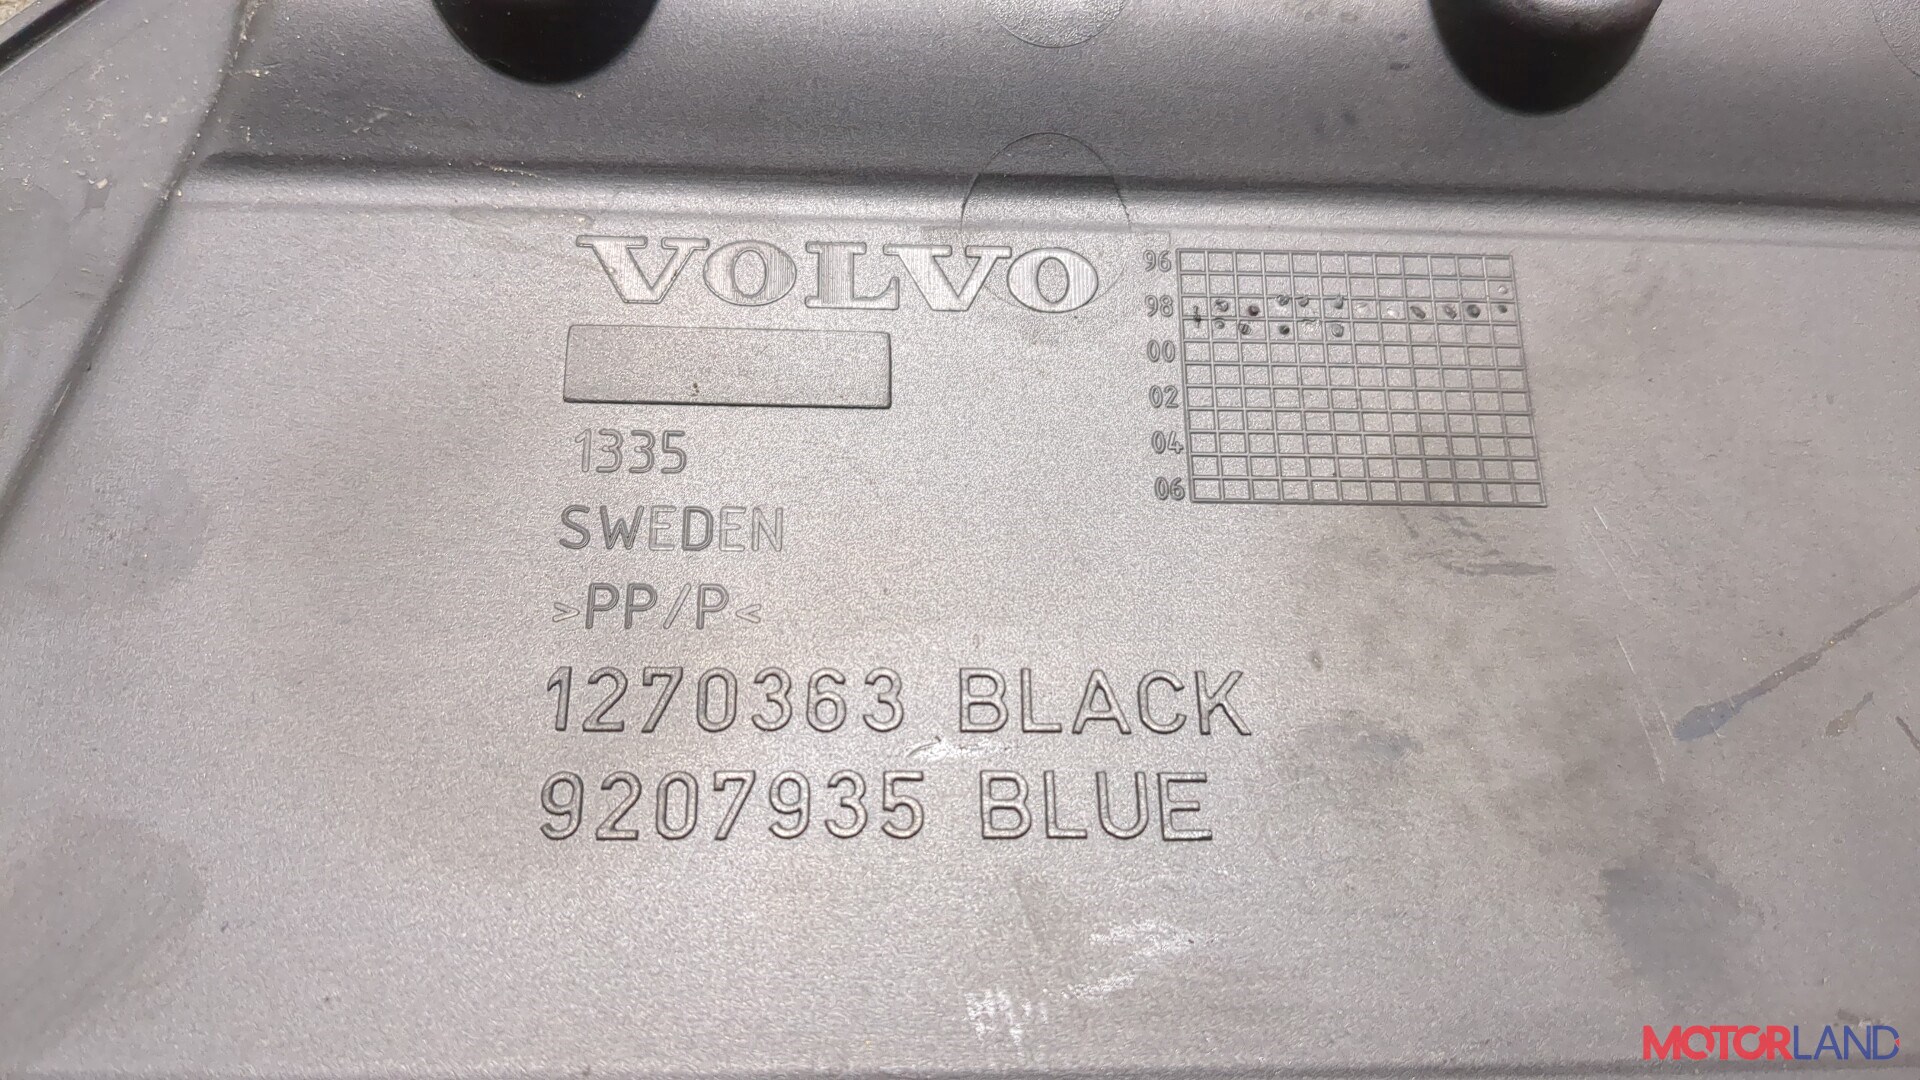 VOLVO
1335
SWEDEN
>PP/P<
1270363 BLACK
9207935 BLUE
96
98
00
02
04
06
MOTORLAND